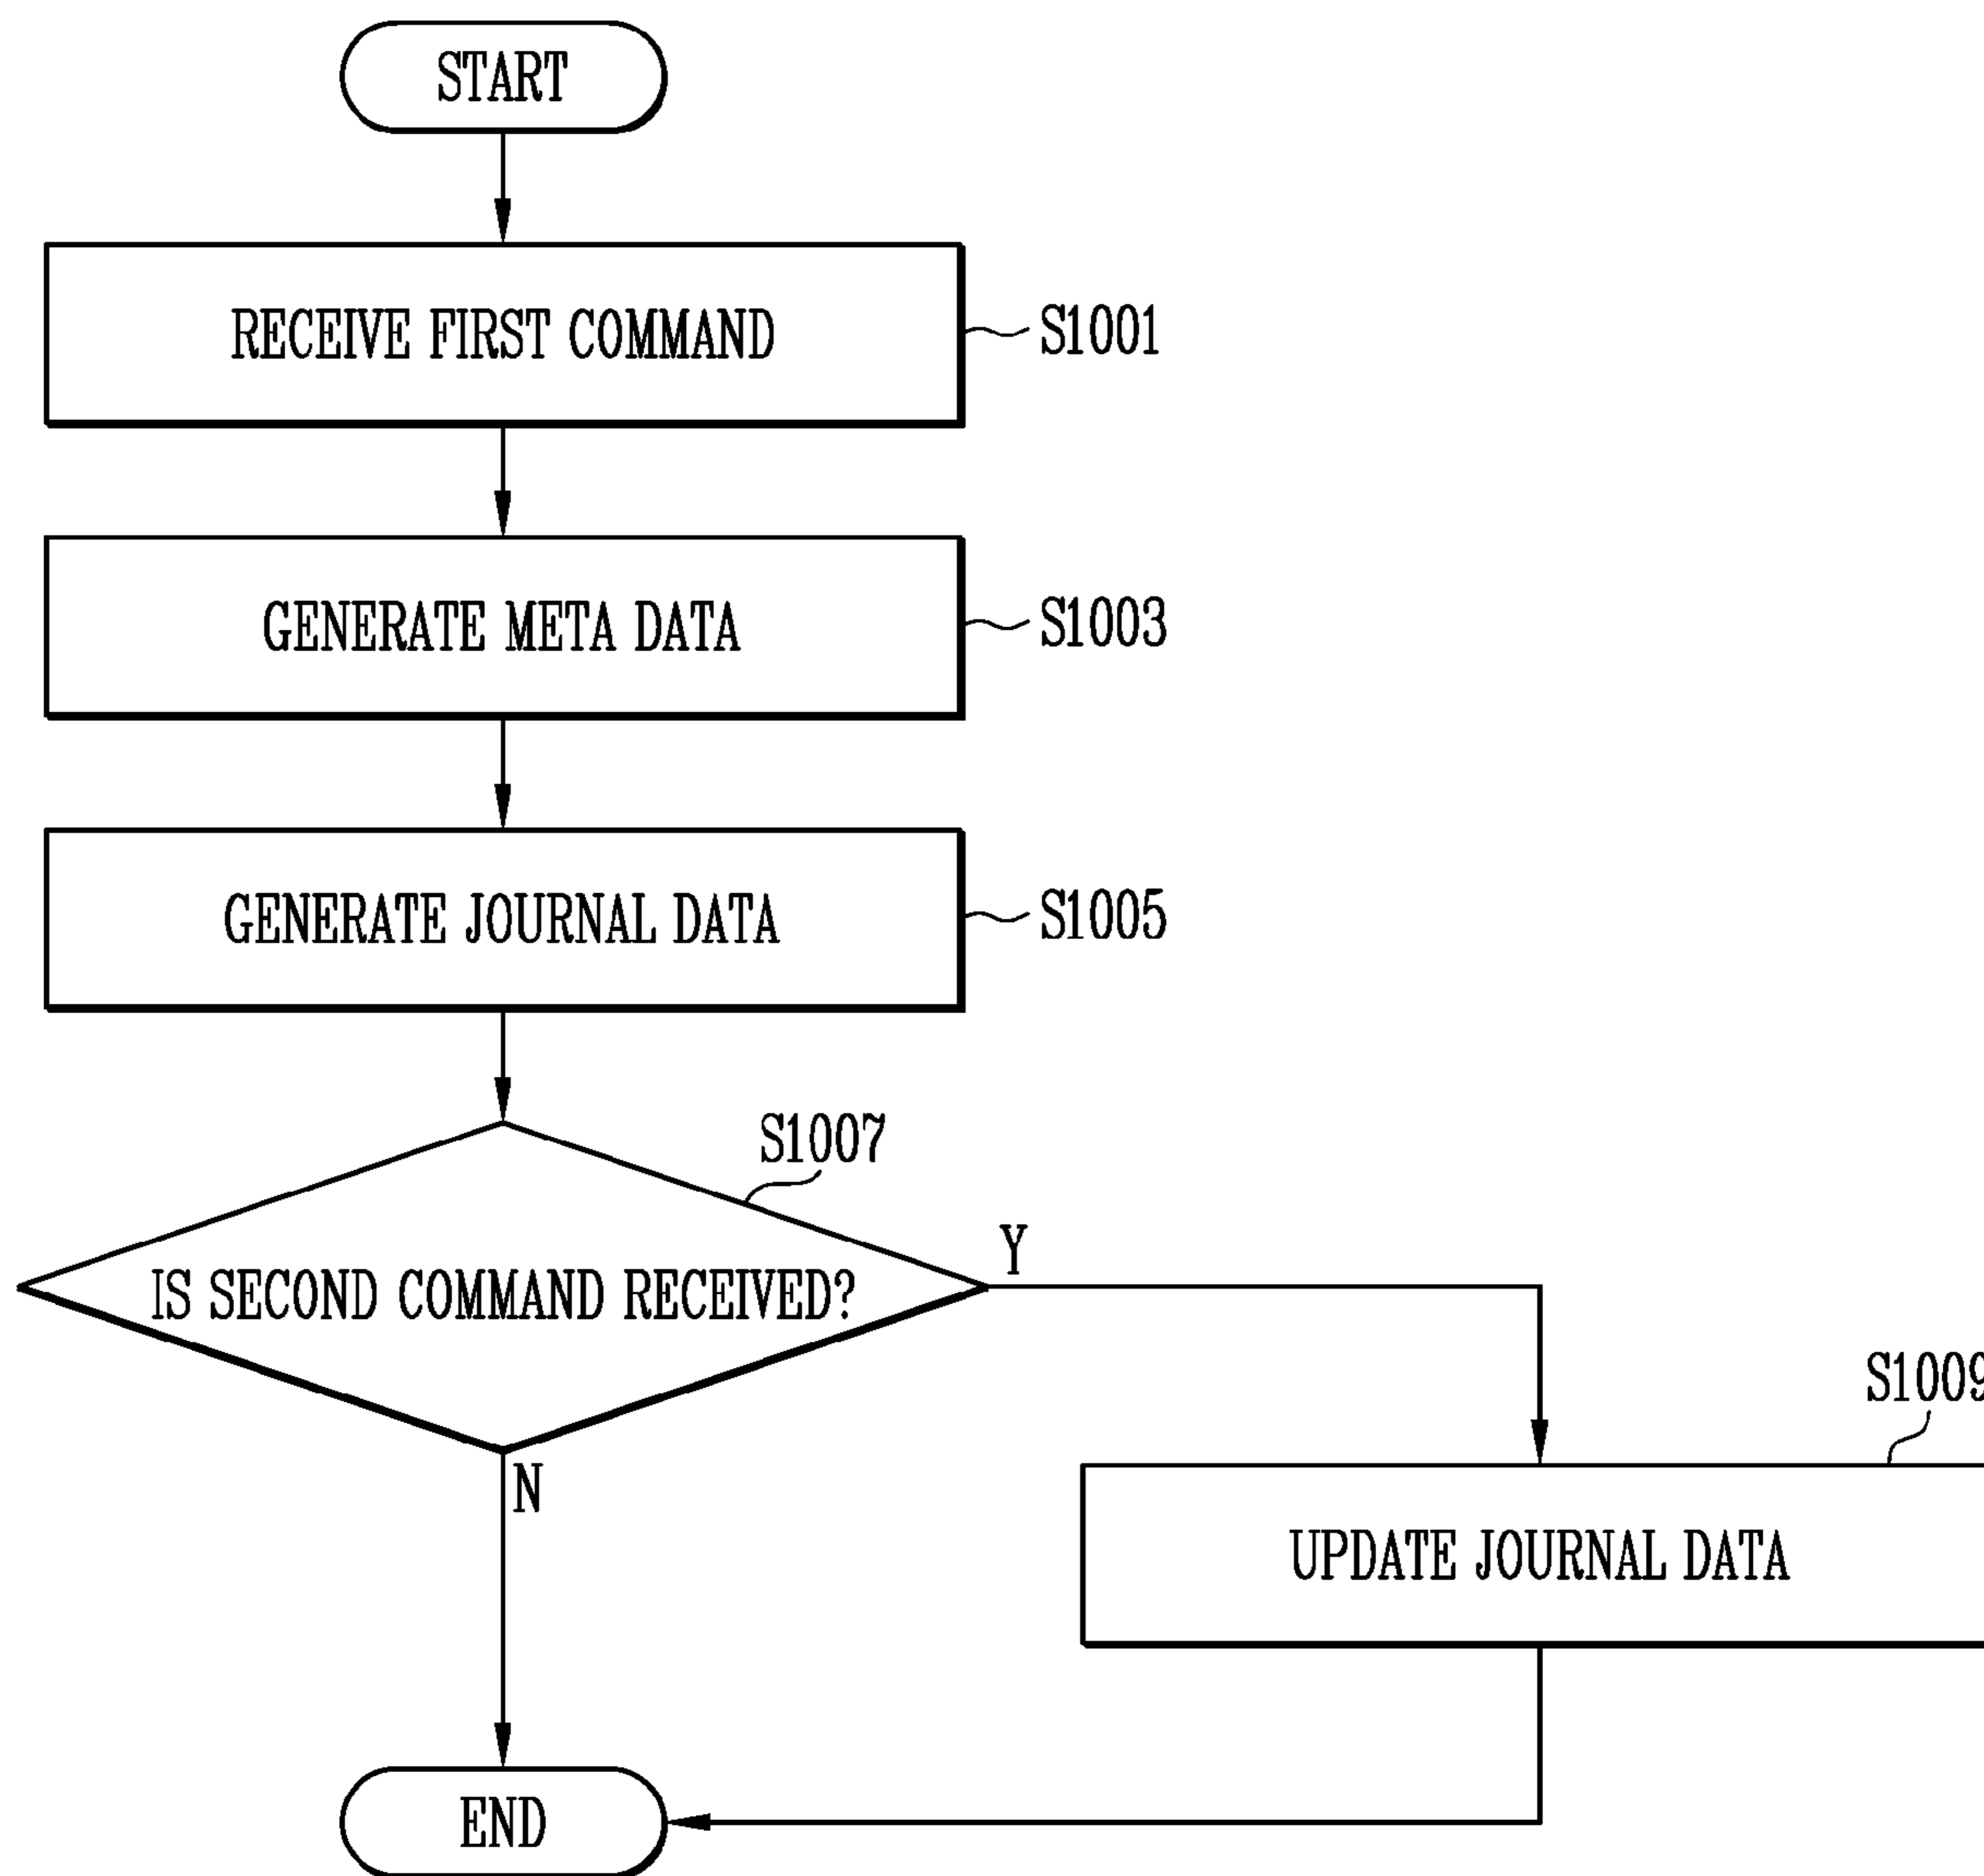 START
RECEIVE FIRST COMMAND
S1001
GENERATE META DATA
S1003
GENERATE JOURNAL DATA
S1005
S1007
IS SECOND COMMAND RECEIVED?
Y
N
S1009
UPDATE JOURNAL DATA
END